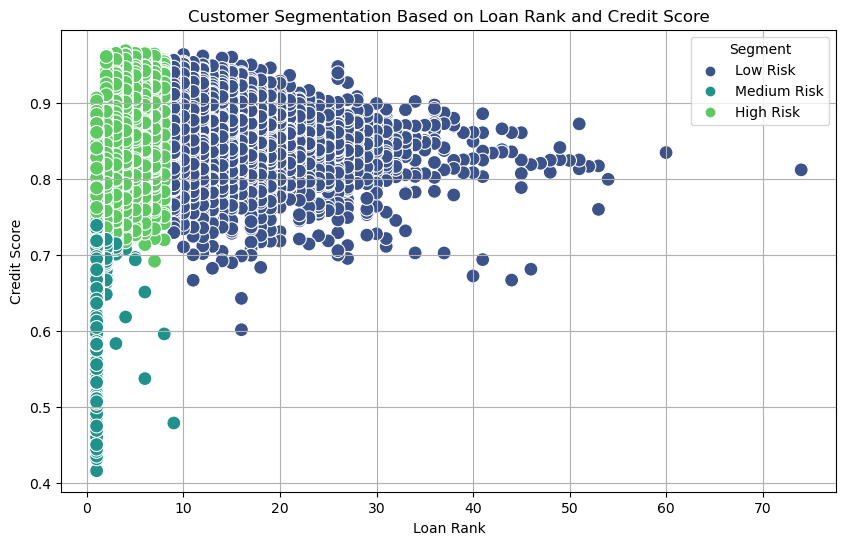 Customer Segmentation Based on Loan Rank and Credit Score
Segment
Low Risk
Medium Risk
High Risk
Credit Score
0.9
0.8
0.7
0.6
0.5
0.4
0 10 20 30 40 50 60 70
Loan Rank